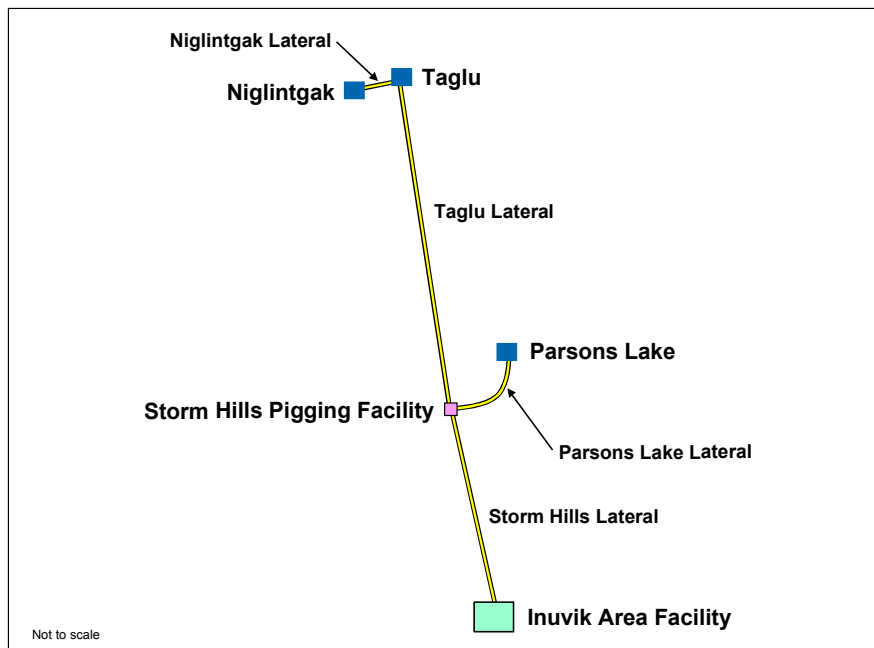 Niglintgak Lateral
Taglu
Niglintgak
Taglu Lateral
Parsons Lake
Storm Hills Pigging Facility
Parsons Lake Lateral
Storm Hills Lateral
Inuvik Area Facility
Not to scale